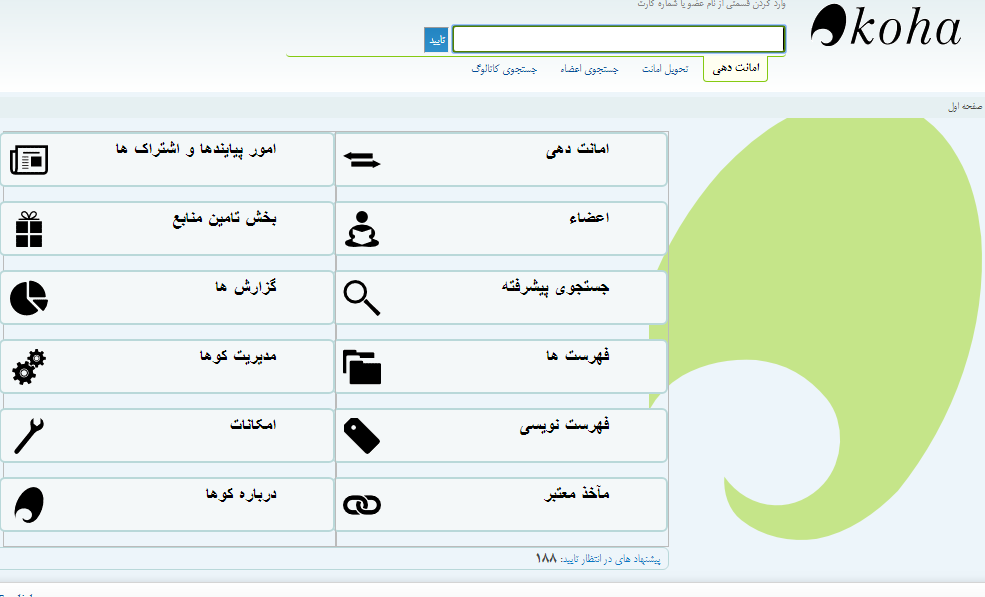 وارد کردن قسمتی از نام عضو یا شماره کارت
koha
تایید
امانت دهی
تحویل امانت
جستجوی اعضاء
جستجوی کاتالوگ
صفحه اول
امانت دهی
امور پیایندها و اشتراک ها
اعضاء
بخش تامین منابع
جستجوی پیشرفته
گزارش ها
فهرست ها
مدیریت کوها
فهرست نویسی
امکانات
مآخذ معتبر
درباره کوها
پیشنهاد های در انتظار تایید: ۱۸۸